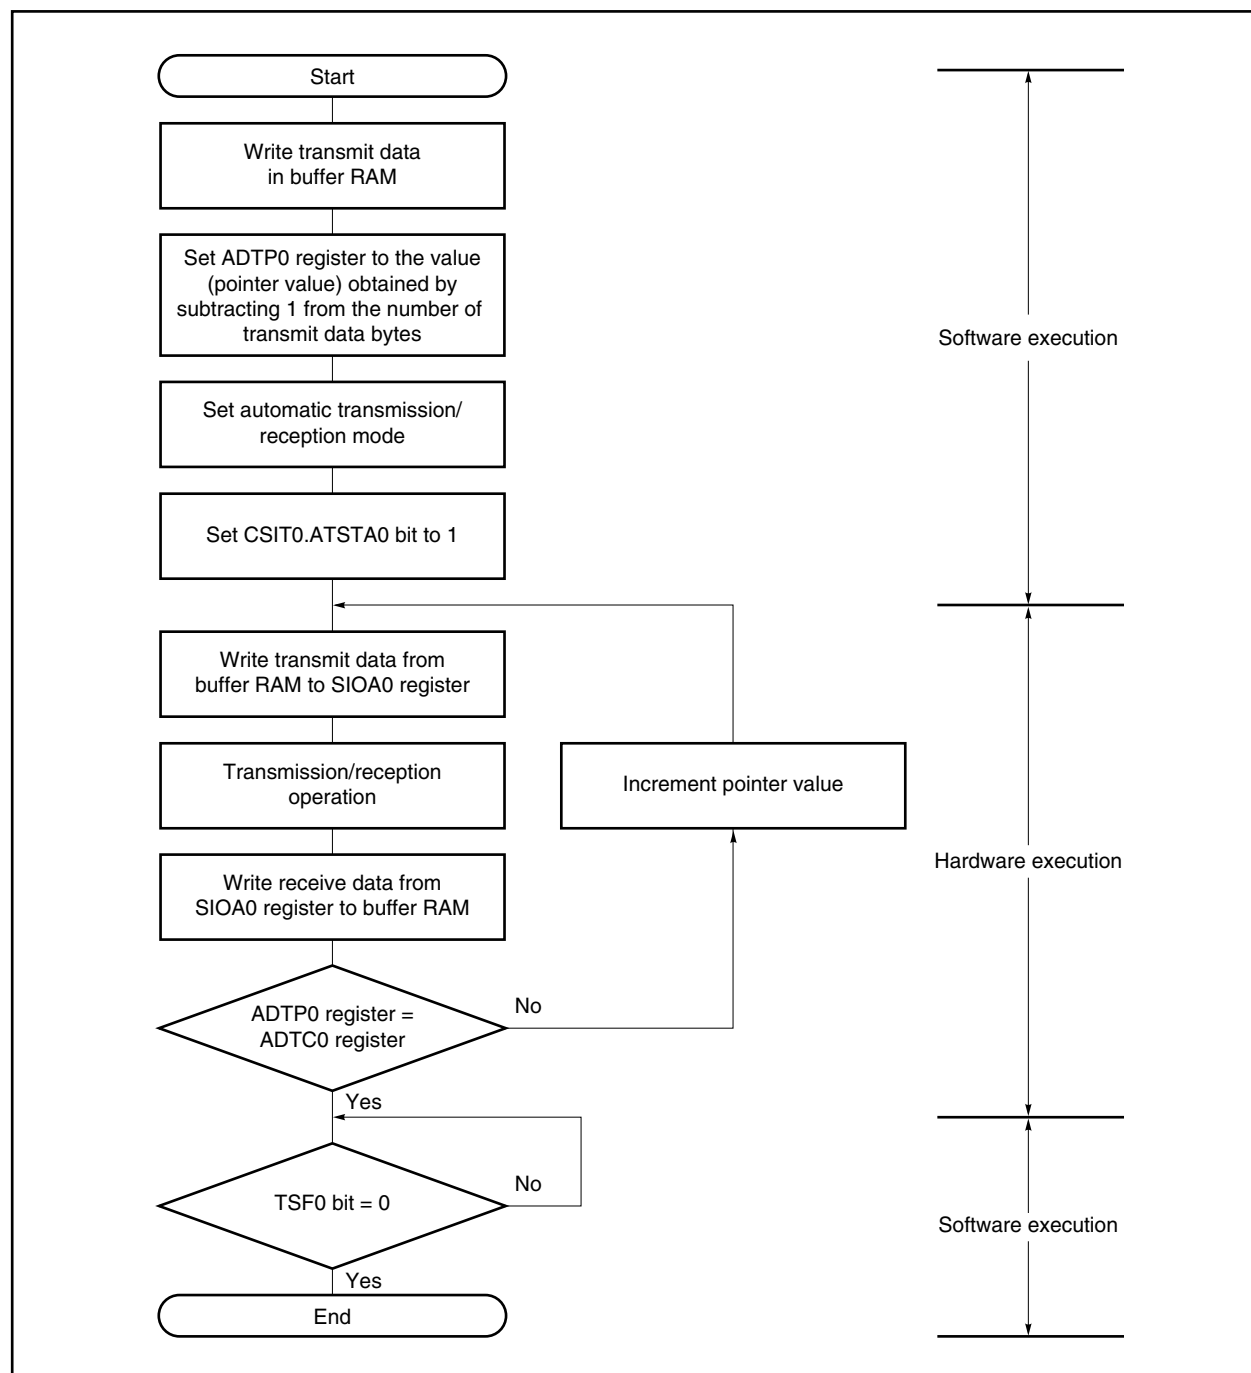 Start
Write transmit data
in buffer RAM
Set ADTP0 register to the value
(pointer value) obtained by
subtracting 1 from the number of
transmit data bytes
Software execution
Set automatic transmission/
reception mode
Set CSIT0.ATSTA0 bit to 1
Write transmit data from
buffer RAM to SIOA0 register
Transmission/reception
operation
Increment pointer value
Hardware execution
Write receive data from
SIOA0 register to buffer RAM
ADTP0 register =
ADTC0 register
No
Yes
TSF0 bit = 0
No
Software execution
Yes
End